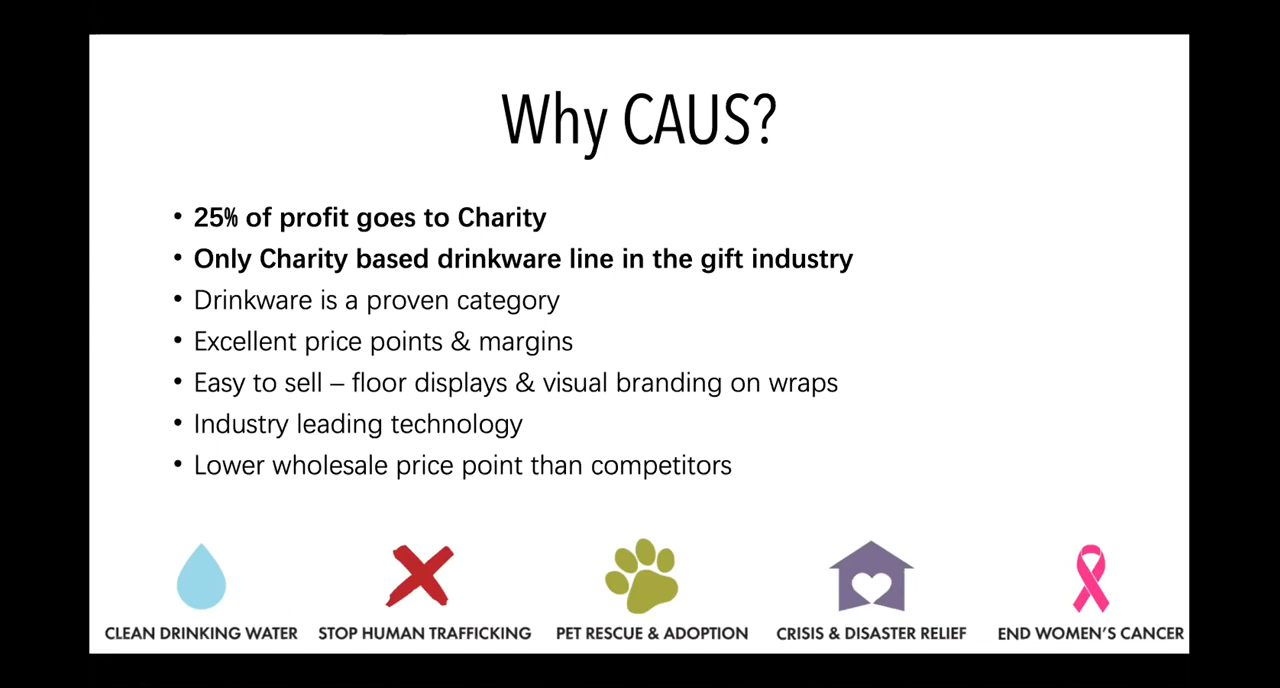 Why CAUS?
• 25% of profit goes to Charity
• Only Charity based drinkware line in the gift industry
• Drinkware is a proven category
• Excellent price points & margins
• Easy to sell – floor displays & visual branding on wraps
• Industry leading technology
• Lower wholesale price point than competitors
CLEAN DRINKING WATER
STOP HUMAN TRAFFICKING
PET RESCUE & ADOPTION
CRISIS & DISASTER RELIEF
END WOMEN'S CANCER